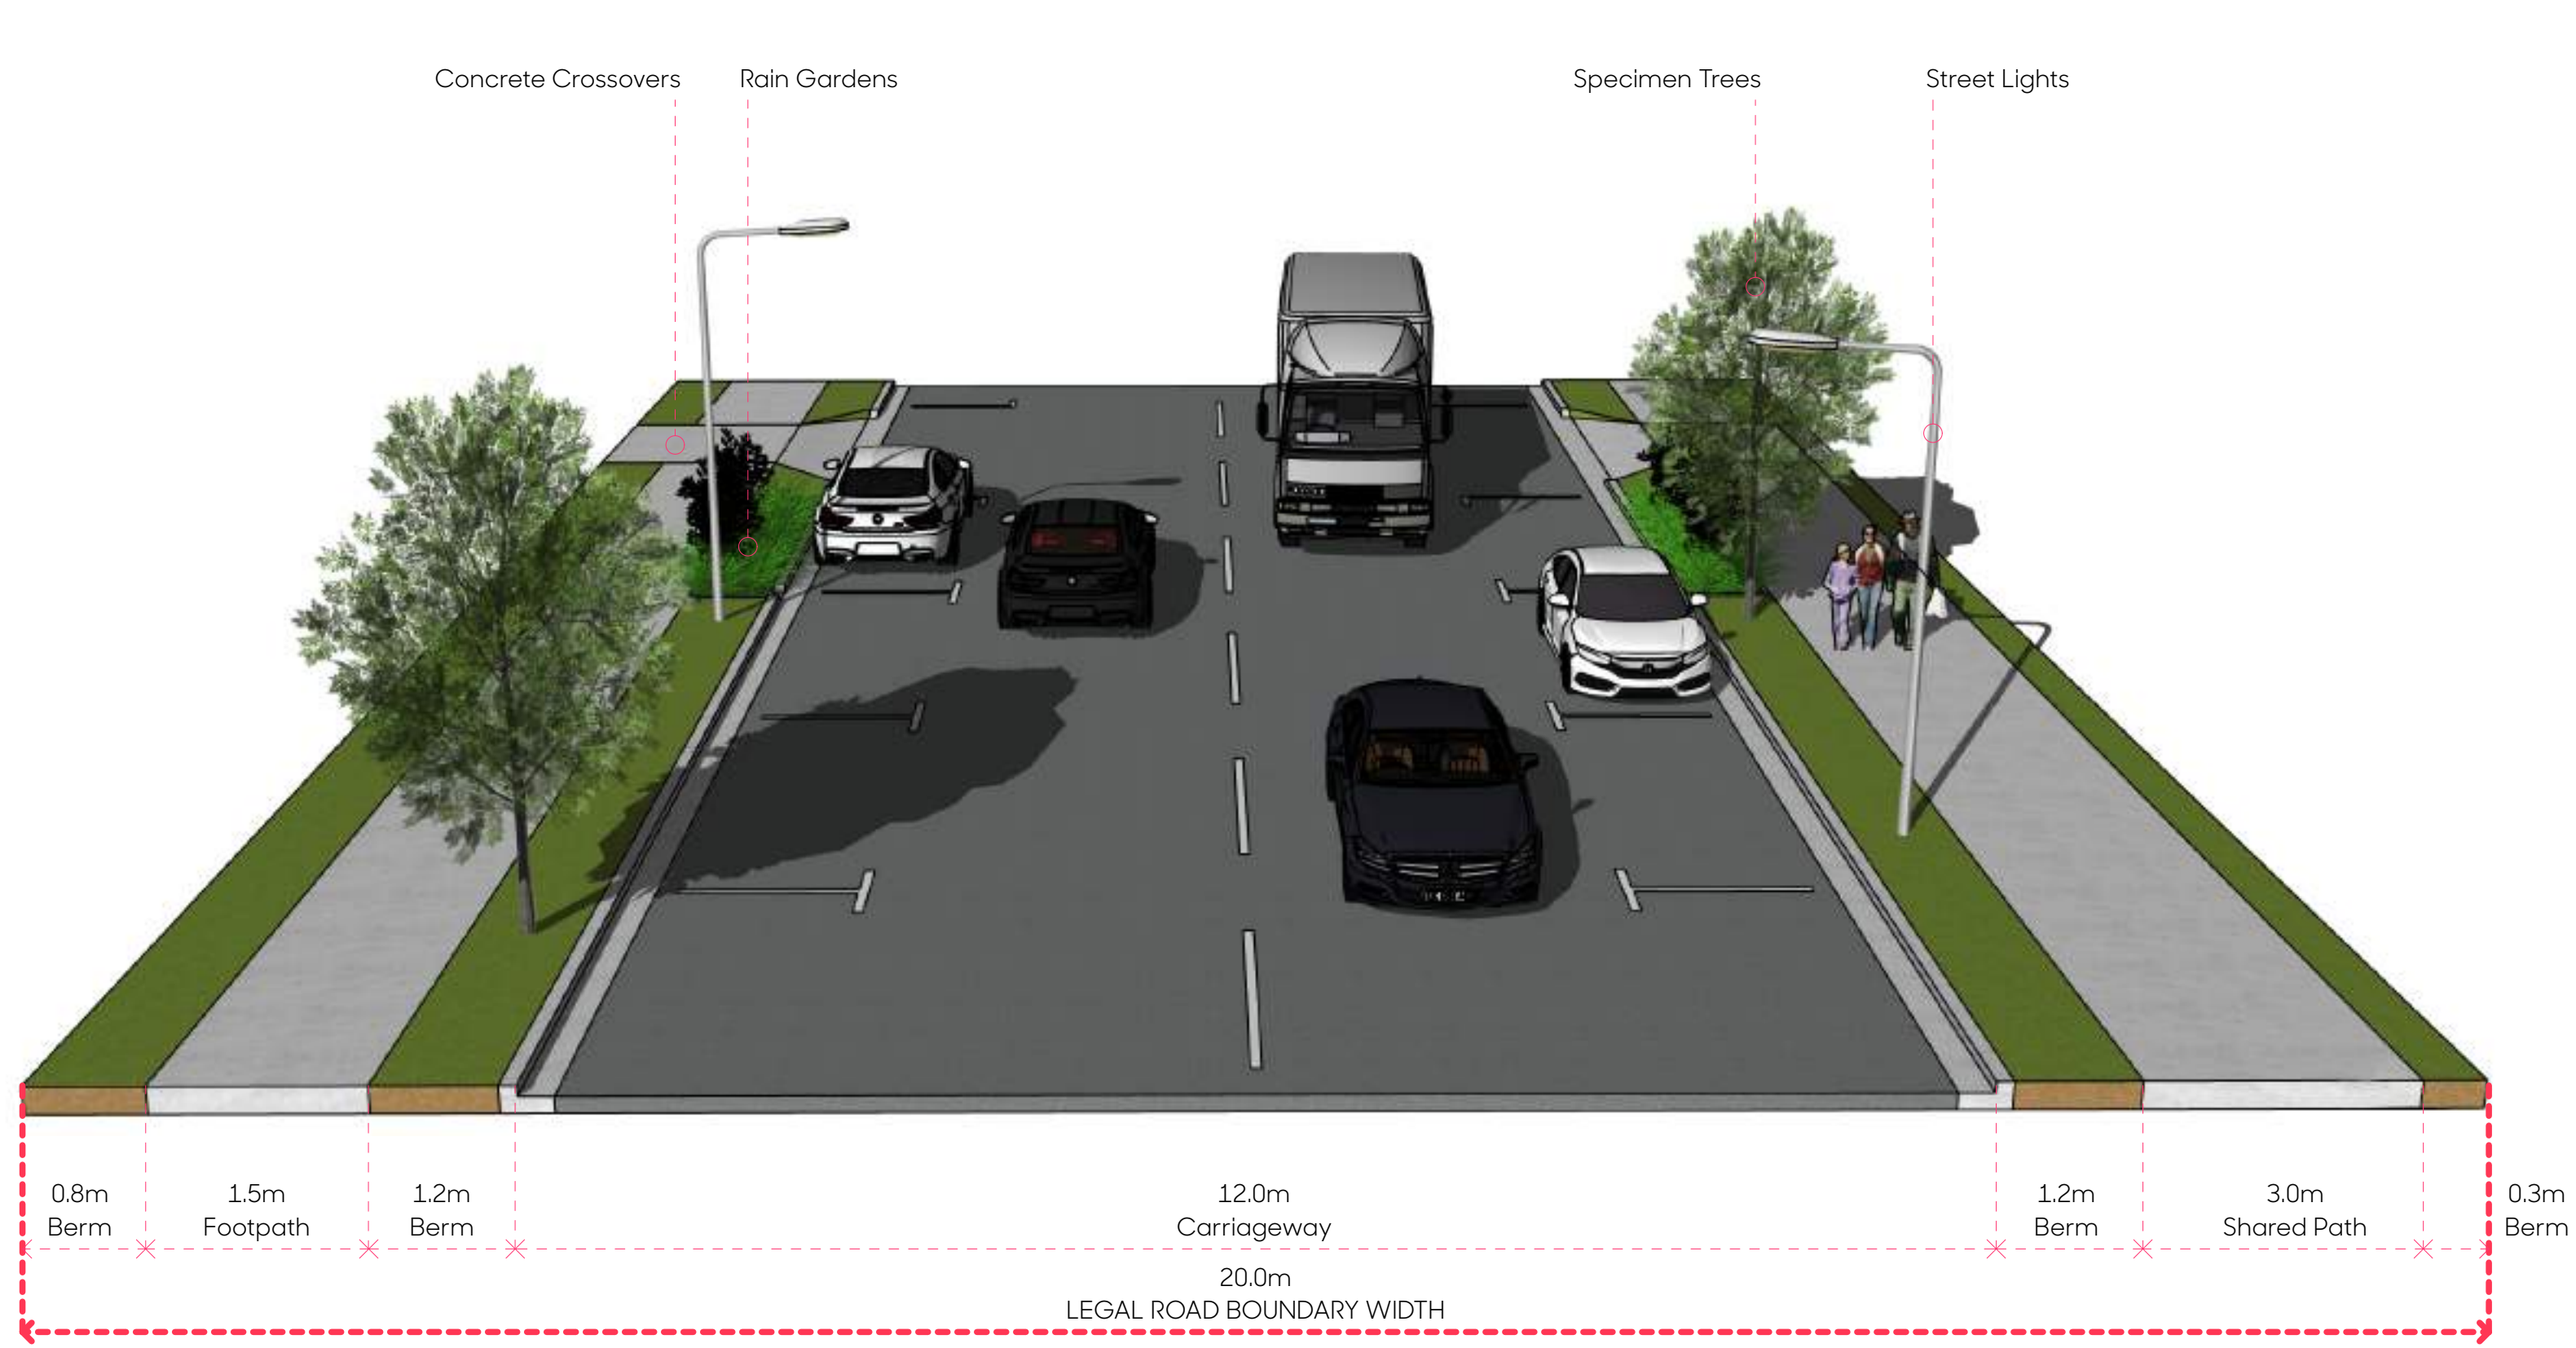 Concrete Crossovers
Rain Gardens
Specimen Trees
Street Lights
0.8m
Berm
1.5m
Footpath
1.2m
Berm
12.0m
Carriageway
1.2m
Berm
3.0m
Shared Path
0.3m
Berm
20.0m
LEGAL ROAD BOUNDARY WIDTH